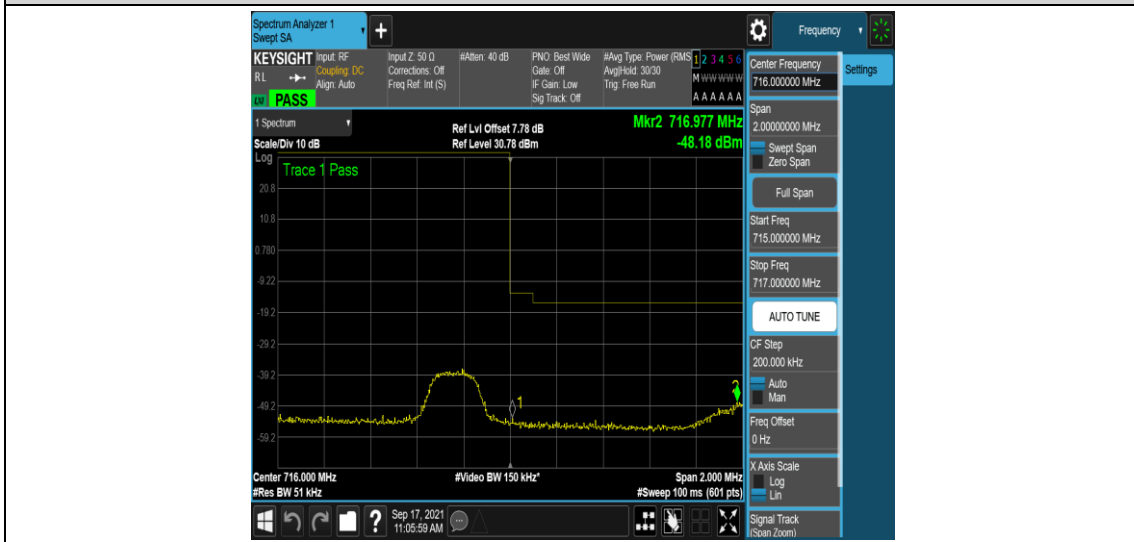 Spectrum Analyzer 1
Swept SA
Frequency
KEYSIGHT
RL
LXI
PASS
Input: RF
Coupling: DC
Align: Auto
Input Z: 50 Ω
Corrections: Off
Freq Ref: Int (S)
#Atten: 40 dB
PNO: Best Wide
Gate: Off
IF Gain: Low
Sig Track: Off
#Avg Type: Power (RMS
Avg|Hold: 30/30
Trig: Free Run
1 2 3 4 5 6
M W W W W W
A A A A A A
Center Frequency
716.000000 MHz
Settings
Span
2.00000000 MHz
Swept Span
Zero Span
Full Span
Start Freq
715.000000 MHz
Stop Freq
717.000000 MHz
AUTO TUNE
CF Step
200.000 kHz
Auto
Man
Freq Offset
0 Hz
X Axis Scale
Log
Lin
Signal Track
(Span Zoom)
1 Spectrum
Scale/Div 10 dB
Ref Lvl Offset 7.78 dB
Ref Level 30.78 dBm
Mkr2 716.977 MHz
-48.18 dBm
Log
Trace 1 Pass
20.8
10.8
0.780
-9.22
-19.2
-29.2
-39.2
-49.2
-59.2
1
2
Center 716.000 MHz
#Res BW 51 kHz
#Video BW 150 kHz*
Span 2.000 MHz
#Sweep 100 ms (601 pts)
?
Sep 17, 2021
11:05:59 AM